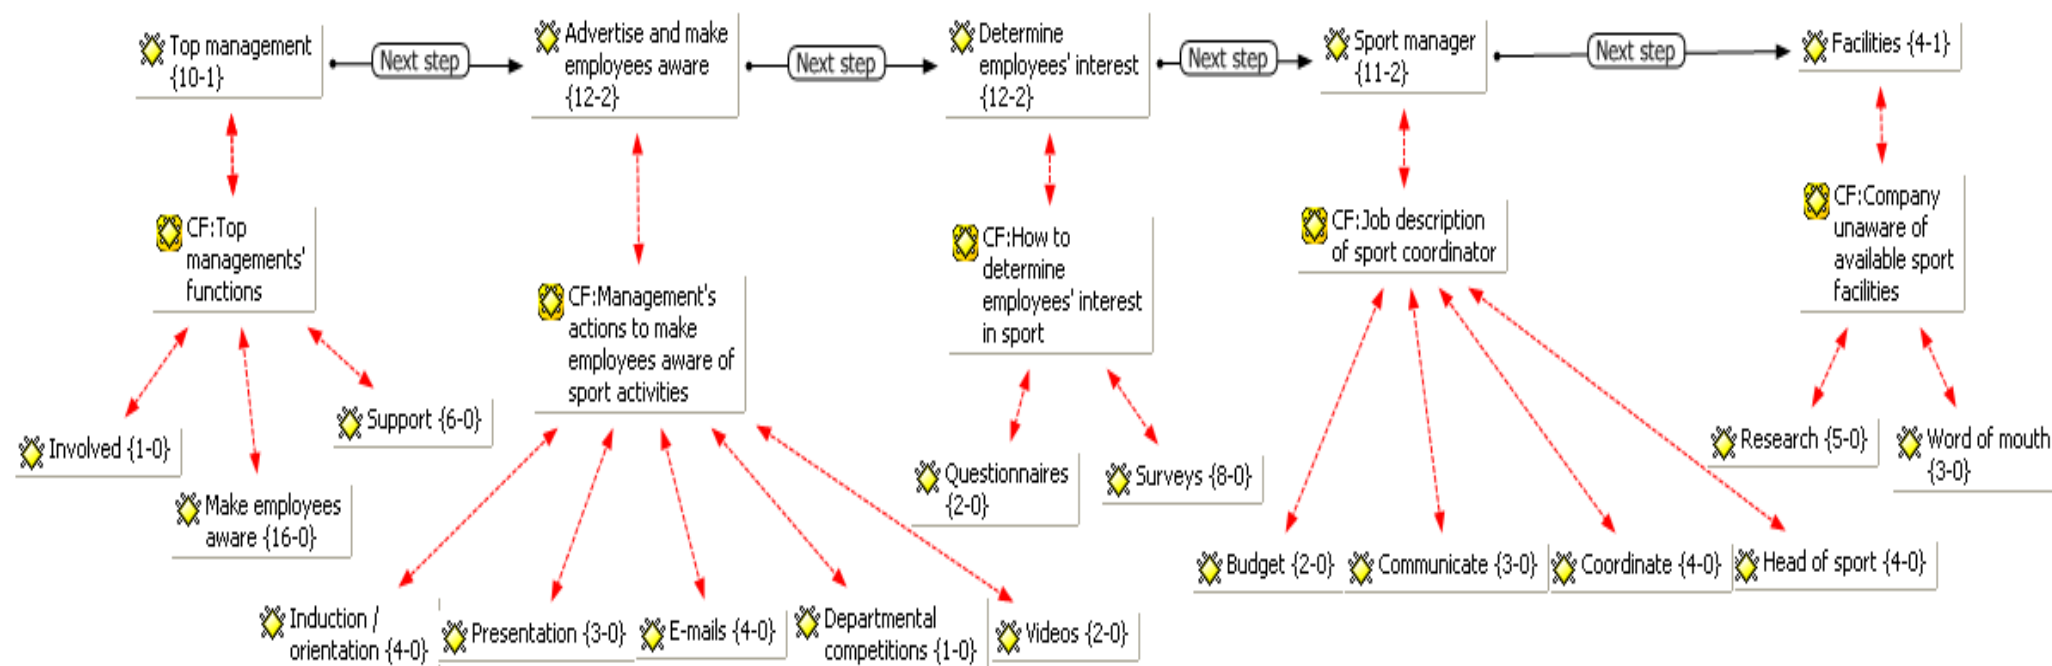 Top management
{10-1}
Next step
Advertise and make
employees aware
{12-2}
Next step
Determine
employees' interest
{12-2}
Next step
Sport manager
{11-2}
Next step
Facilities {4-1}
CF:Top
managements'
functions
CF:Management's
actions to make
employees aware of
sport activities
CF:How to
determine
employees' interest
in sport
CF:Job description
of sport coordinator
CF:Company
unaware of
available sport
facilities
Involved {1-0}
Make employees
aware {16-0}
Support {6-0}
Induction /
orientation {4-0}
Presentation {3-0}
E-mails {4-0}
Departmental
competitions {1-0}
Videos {2-0}
Questionnaires
{2-0}
Surveys {8-0}
Budget {2-0}
Communicate {3-0}
Coordinate {4-0}
Head of sport {4-0}
Research {5-0}
Word of mouth
{3-0}